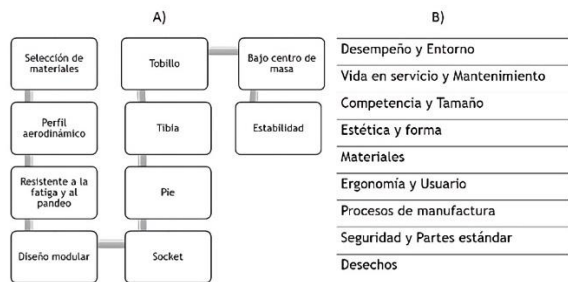 A)
Selección de
materiales
Perfil
aerodinámico
Resistente a la
fatiga y al
pandeo
Diseño modular
Tobillo
Tibia
Pie
Socket
Bajo centro de
masa
Estabilidad
B)
Desempeño y Entorno
Vida en servicio y Mantenimiento
Competencia y Tamaño
Estética y forma
Materiales
Ergonomía y Usuario
Procesos de manufactura
Seguridad y Partes estándar
Desechos